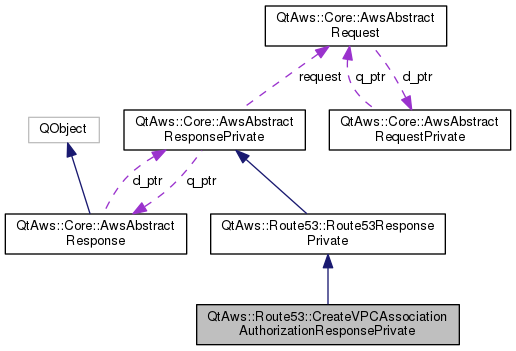 QtAws::Core::AwsAbstract
Request
request
q_ptr
d_ptr
QObject
QtAws::Core::AwsAbstract
ResponsePrivate
QtAws::Core::AwsAbstract
RequestPrivate
d_ptr
q_ptr
QtAws::Core::AwsAbstract
Response
QtAws::Route53::Route53Response
Private
QtAws::Route53::CreateVPCAssociation
AuthorizationResponsePrivate